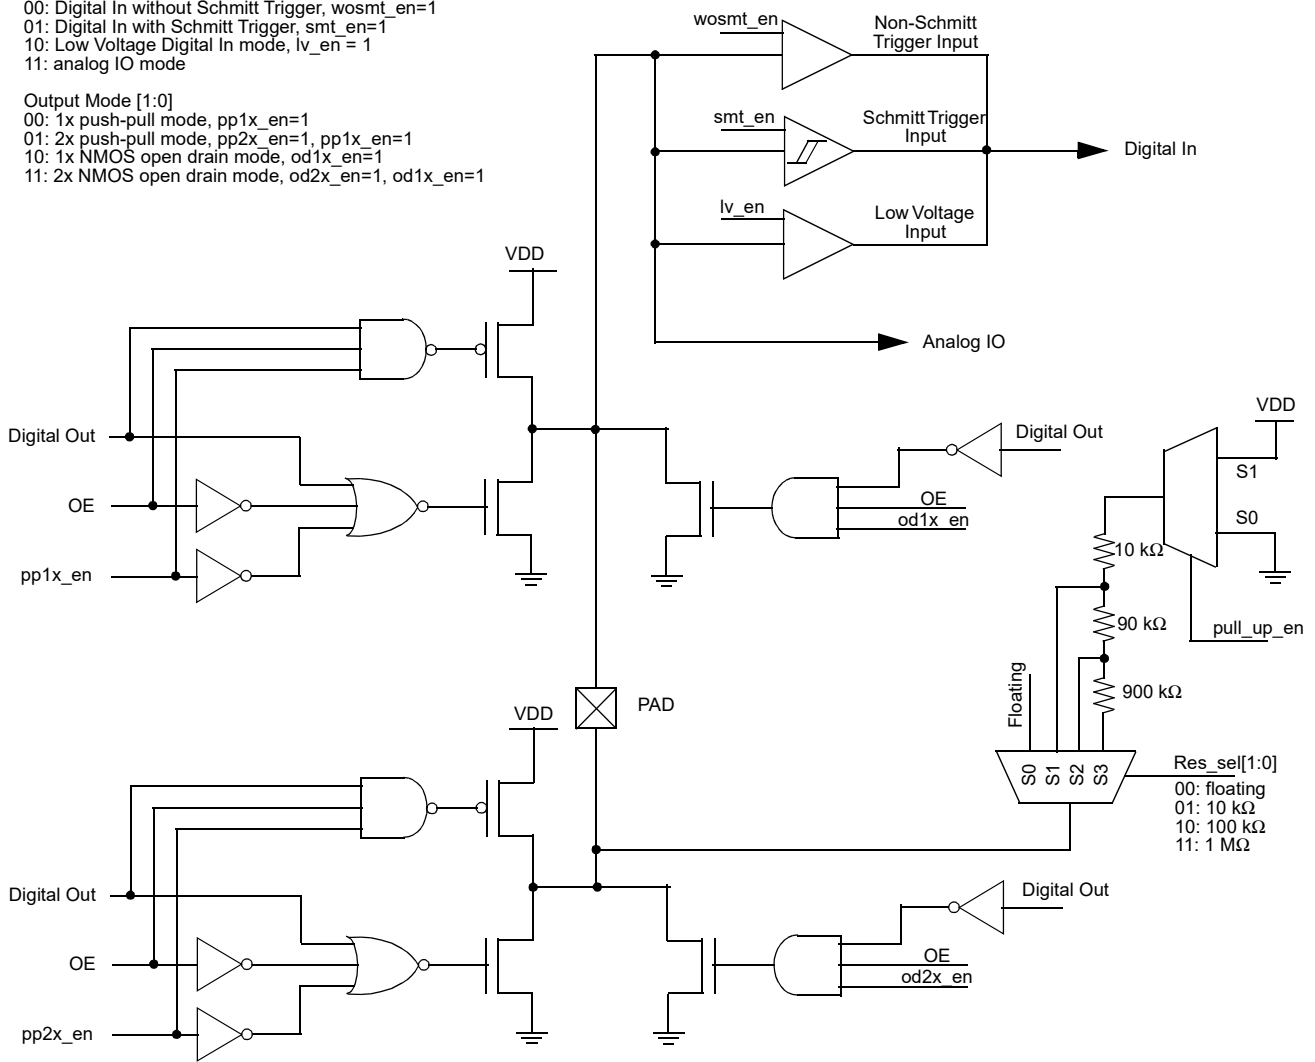 00: Digital In without Schmitt Trigger, wosmt_en=1
01: Digital In with Schmitt Trigger, smt_en=1
10: Low Voltage Digital In mode, lv_en = 1
11: analog IO mode
Output Mode [1:0]
00: 1x push-pull mode, pp1x_en=1
01: 2x push-pull mode, pp2x_en=1, pp1x_en=1
10: 1x NMOS open drain mode, od1x_en=1
11: 2x NMOS open drain mode, od2x_en=1, od1x_en=1
wosmt_en
Non-Schmitt
Trigger Input
smt_en
Schmitt Trigger
Input
Digital In
lv_en
Low Voltage
Input
Analog IO
VDD
Digital Out
OE
pp1x_en
Digital Out
OE
od1x_en
VDD
S1
S0
pull_up_en
10 kΩ
90 kΩ
900 kΩ
Floating
S0
S1
S2
S3
Res_sel[1:0]
00: floating
01: 10 kΩ
10: 100 kΩ
11: 1 MΩ
PAD
VDD
Digital Out
OE
pp2x_en
Digital Out
OE
od2x_en